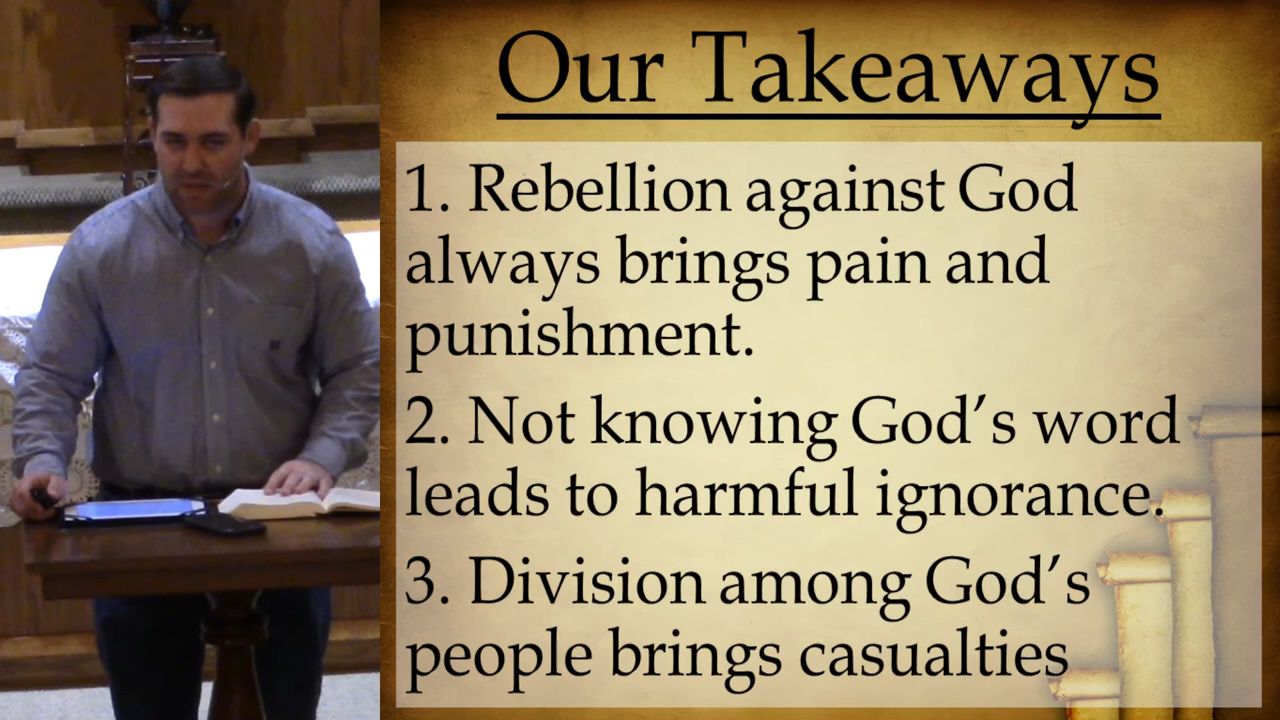 Our Takeaways
1. Rebellion against God
always brings pain and
punishment.
2. Not knowing God’s word
leads to harmful ignorance.
3. Division among God’s
people brings casualties